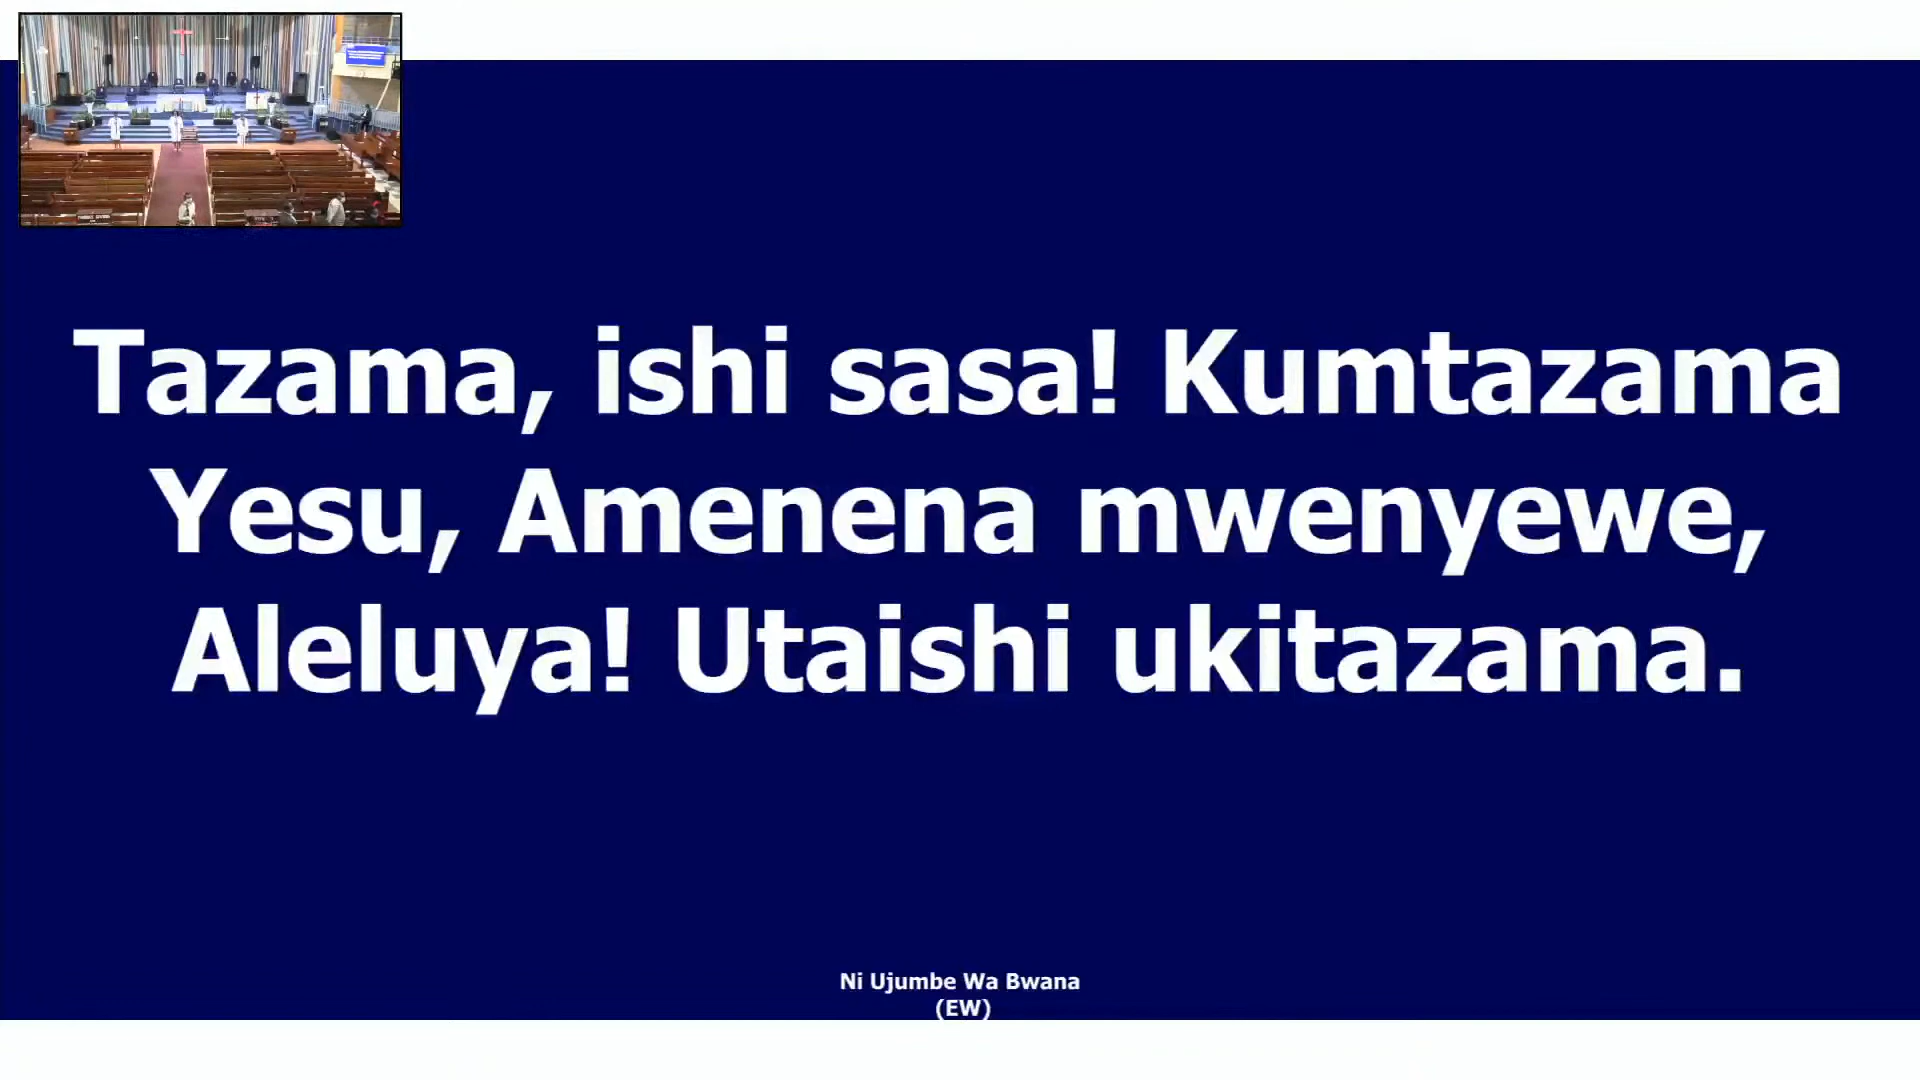 Tazama, ishi sasa! Kumtazama
Yesu, Amenena mwenyewe,
Aleluya! Utaishi ukitazama.
Ni Ujumbe Wa Bwana
(EW)